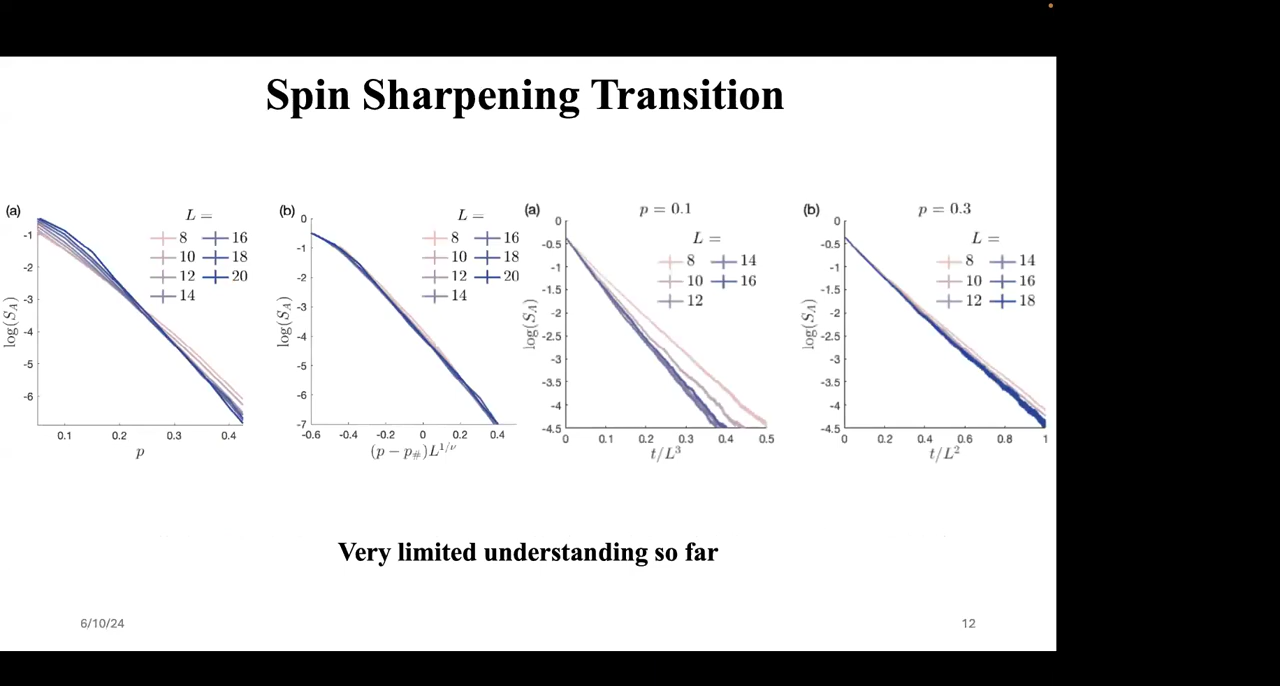 Spin Sharpening Transition
(a)
L =
8 16
10 18
12 20
14
-1
-2
-3
-4
-5
-6
log(S_A)
0.1 0.2 0.3 0.4
p
(b)
L =
8 16
10 18
12 20
14
0
-1
-2
-3
-4
-5
-6
-7
log(S_A)
-0.6 -0.4 -0.2 0 0.2 0.4
(p − p_#)L^{1/ν}
(a)
p = 0.1
L =
8 14
10 16
12
0
-0.5
-1
-1.5
-2
-2.5
-3
-3.5
-4
-4.5
log(S_A)
0 0.1 0.2 0.3 0.4 0.5
t/L^3
(b)
p = 0.3
L =
8 14
10 16
12 18
0
-0.5
-1
-1.5
-2
-2.5
-3
-3.5
-4
-4.5
log(S_A)
0 0.2 0.4 0.6 0.8 1
t/L^2
Very limited understanding so far
6/10/24
12